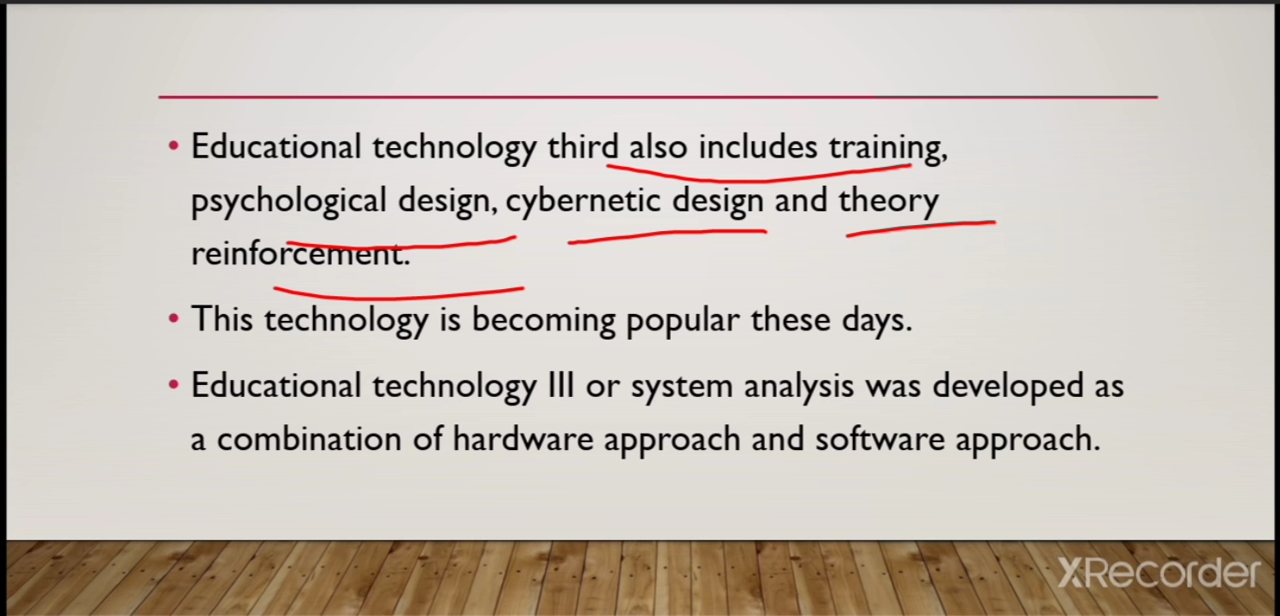 • Educational technology third also includes training,
psychological design, cybernetic design and theory
reinforcement.
• This technology is becoming popular these days.
• Educational technology III or system analysis was developed as
a combination of hardware approach and software approach.
XRecorder